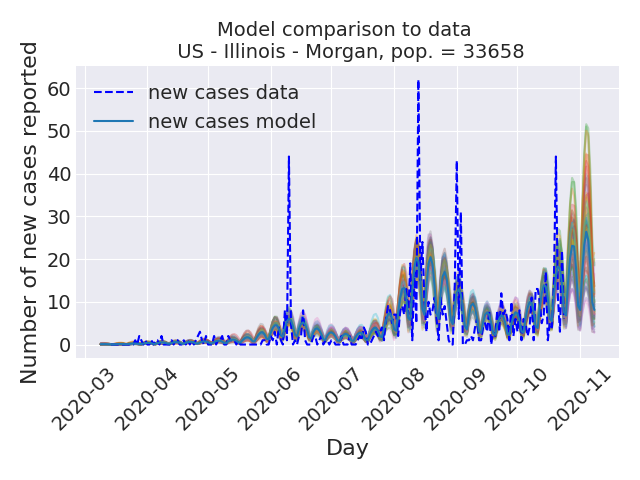 Model comparison to data
US - Illinois - Morgan, pop. = 33658
Number of new cases reported
60
50
40
30
20
10
0
new cases data
new cases model
2020-03
2020-04
2020-05
2020-06
2020-07
2020-08
2020-09
2020-10
2020-11
Day